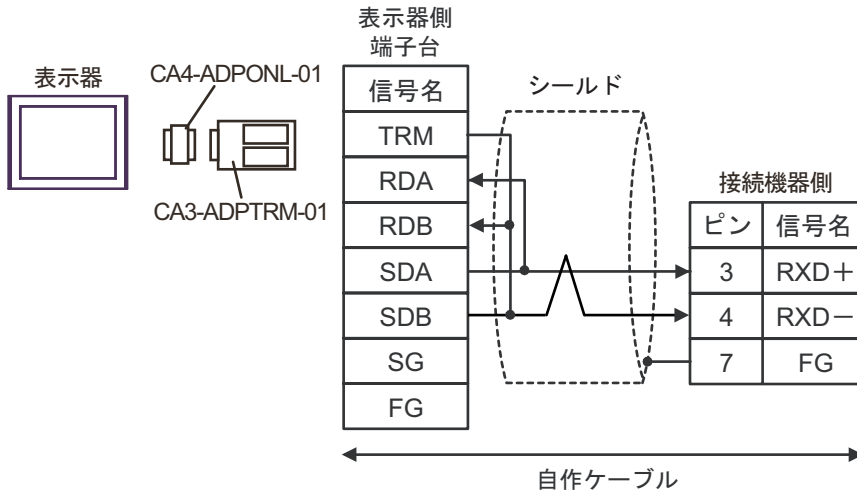 表示器
CA4-ADPONL-01
CA3-ADPTRM-01
表示器側
端子台
信号名
TRM
RDA
RDB
SDA
SDB
SG
FG
シールド
接続機器側
ピン 信号名
3 RXD＋
4 RXD－
7 FG
自作ケーブル